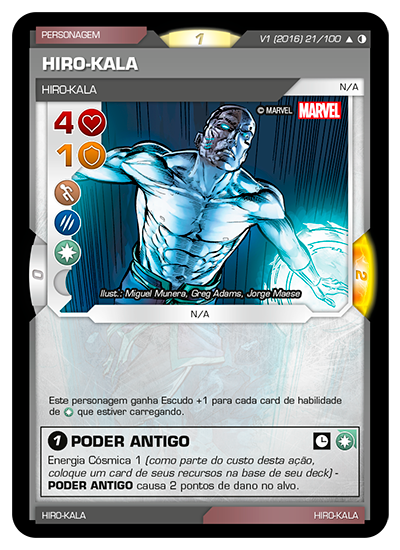 PERSONAGEM
1
V1 (2016) 21/100
HIRO-KALA
HIRO-KALA
N/A
© MARVEL MARVEL
4
1
0
2
Ilust.: Miguel Munera, Greg Adams, Jorge Maese
N/A
Este personagem ganha Escudo +1 para cada card de habilidade
de que estiver carregando.
1 PODER ANTIGO
Energia Cósmica 1 (como parte do custo desta ação,
coloque um card de seus recursos na base de seu deck) -
PODER ANTIGO causa 2 pontos de dano no alvo.
HIRO-KALA
HIRO-KALA